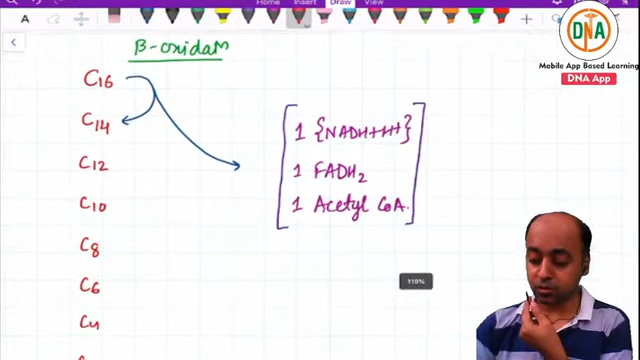 Home
Insert
Draw
View
A
DNA
Mobile App Based Learning
DNA App
B-oxidatn
C16
C14
C12
C10
C8
C6
C4
1 {NADH+H+}
1 FADH2
1 Acetyl CoA.
119%